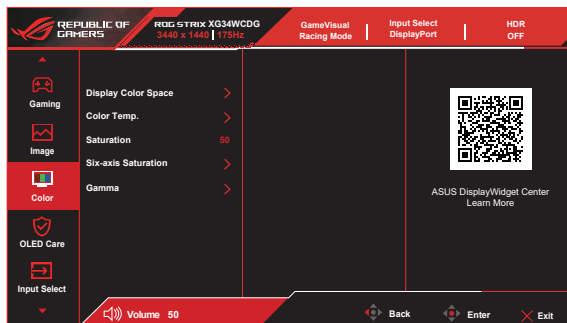 REPUBLIC OF
GAMERS
ROG STRIX XG34WCDG
3440 x 1440 175Hz
GameVisual
Racing Mode
Input Select
DisplayPort
HDR
OFF
Gaming
Image
Color
OLED Care
Input Select
Display Color Space
Color Temp.
Saturation 50
Six-axis Saturation
Gamma
ASUS DisplayWidget Center
Learn More
Volume 50
Back
Enter
Exit